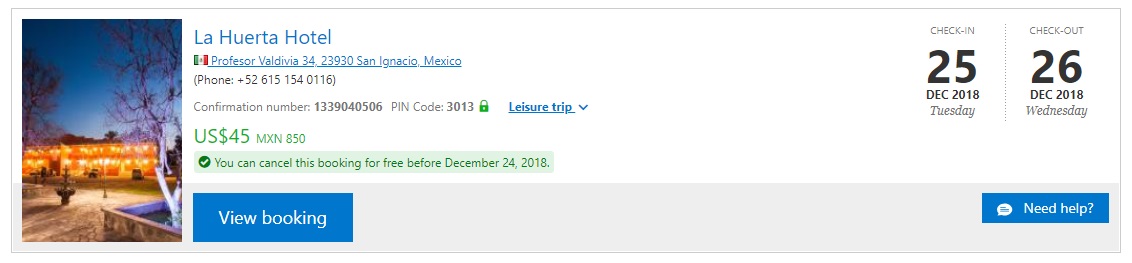 La Huerta Hotel
Profesor Valdivia 34, 23930 San Ignacio, Mexico
(Phone: +52 615 154 0116)
Confirmation number: 1339040506 PIN Code: 3013 Leisure trip
US$45 MXN 850
You can cancel this booking for free before December 24, 2018.
View booking
CHECK-IN
25
DEC 2018
Tuesday
CHECK-OUT
26
DEC 2018
Wednesday
Need help?